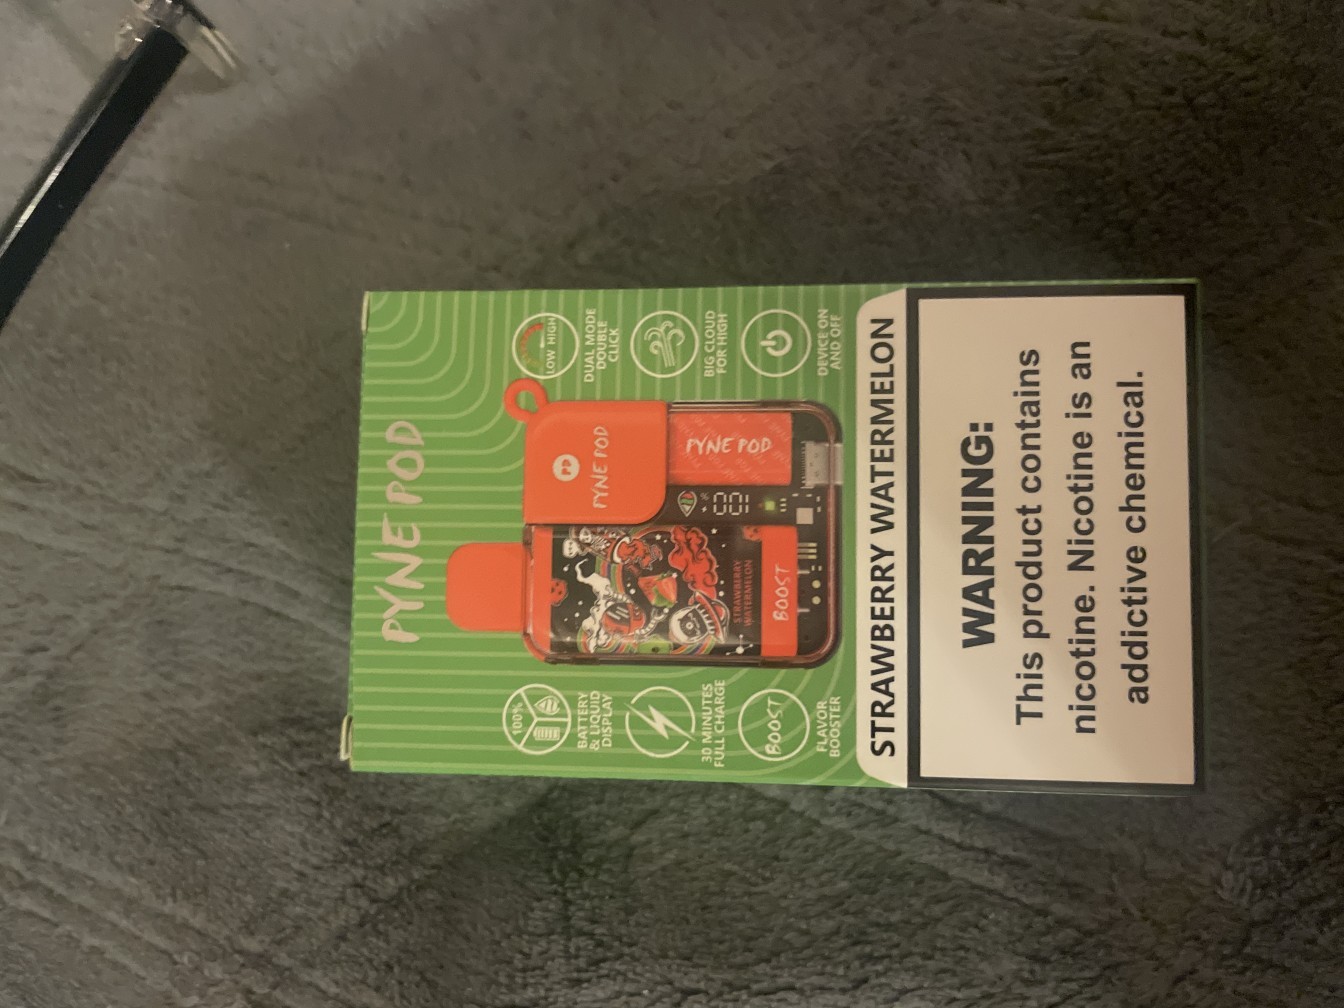 PYNE POD
100%
BATTERY
& LIQUID
DISPLAY
30 MINUTES
FULL CHARGE
BOOST
FLAVOR
BOOSTER
STRAWBERRY
WATERMELON
BOOST
PD
PYNE POD
100
%
PYNE POD
LOW HIGH
DUAL MODE
DOUBLE
CLICK
BIG CLOUD
FOR HIGH
DEVICE ON
AND OFF
STRAWBERRY WATERMELON
WARNING:
This product contains
nicotine. Nicotine is an
addictive chemical.